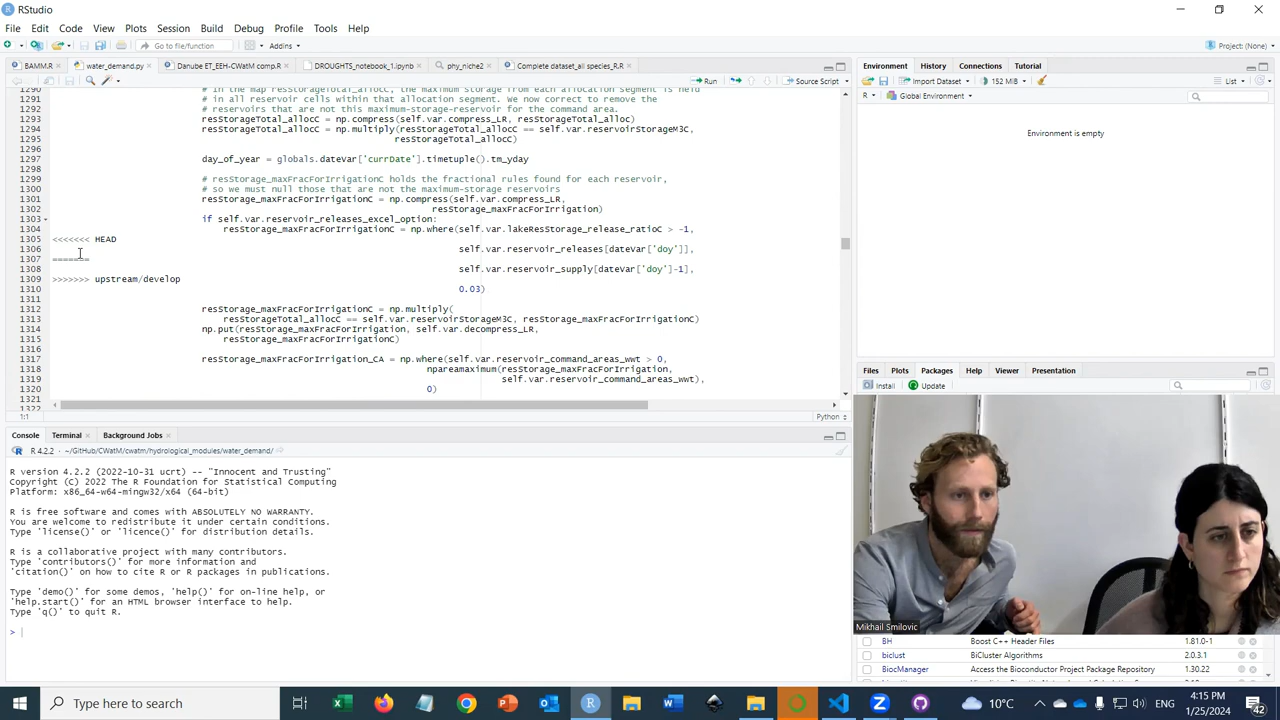 RStudio
File Edit Code View Plots Session Build Debug Profile Tools Help
Go to file/function Addins Project: (None)
BAMM.R water_demand.py Danube ET_EEH-CWatM comp.R DROUGHTS_notebook_1.ipynb phy_niche2 Complete dataset_all species_R.R
Run Source Script
1290 # In the map resStorageTotal_allocC, the maximum storage from each allocation segment is held
1291 # in all reservoir cells within that allocation segment. We now correct to remove the
1292 # reservoirs that are not this maximum-storage-reservoir for the command area.
1293 resStorageTotal_allocC = np.compress(self.var.compress_LR, resStorageTotal_alloc)
1294 resStorageTotal_allocC = np.multiply(resStorageTotal_allocC == self.var.reservoirStorageM3C,
1295 resStorageTotal_allocC)
1296
1297 day_of_year = globals.dateVar['currDate'].timetuple().tm_yday
1298
1299 # resStorage_maxFracForIrrigationC holds the fractional rules found for each reservoir,
1300 # so we must null those that are not the maximum-storage reservoirs
1301 resStorage_maxFracForIrrigationC = np.compress(self.var.compress_LR,
1302 resStorage_maxFracForIrrigation)
1303 if self.var.reservoir_releases_excel_option:
1304 resStorage_maxFracForIrrigationC = np.where(self.var.lakeResStorage_release_ratioC > -1,
1305 <<<<<<< HEAD
1306 self.var.reservoir_releases[dateVar['doy']],
1307 =======
1308 self.var.reservoir_supply[dateVar['doy']-1],
1309 >>>>>>> upstream/develop
1310 0.03)
1311
1312 resStorage_maxFracForIrrigationC = np.multiply(
1313 resStorageTotal_allocC == self.var.reservoirStorageM3C, resStorage_maxFracForIrrigationC)
1314 np.put(resStorage_maxFracForIrrigation, self.var.decompress_LR,
1315 resStorage_maxFracForIrrigationC)
1316
1317 resStorage_maxFracForIrrigation_CA = np.where(self.var.reservoir_command_areas_wwt > 0,
1318 npareamaximum(resStorage_maxFracForIrrigation,
1319 self.var.reservoir_command_areas_wwt),
1320 0)
1321
1322
1:1 Python
Console Terminal Background Jobs
R 4.2.2 · ~/GitHub/CWatM/cwatm/hydrological_modules/water_demand/
R version 4.2.2 (2022-10-31 ucrt) -- "Innocent and Trusting"
Copyright (C) 2022 The R Foundation for Statistical Computing
Platform: x86_64-w64-mingw32/x64 (64-bit)
R is free software and comes with ABSOLUTELY NO WARRANTY.
You are welcome to redistribute it under certain conditions.
Type 'license()' or 'licence()' for distribution details.
R is a collaborative project with many contributors.
Type 'contributors()' for more information and
'citation()' on how to cite R or R packages in publications.
Type 'demo()' for some demos, 'help()' for on-line help, or
'help.start()' for an HTML browser interface to help.
Type 'q()' to quit R.
>
Environment History Connections Tutorial
Import Dataset 152 MiB List
R Global Environment
Environment is empty
Files Plots Packages Help Viewer Presentation
Install Update
Mikhail Smilovic
BH Boost C++ Header Files 1.81.0-1
biclust BiCluster Algorithms 2.0.3.1
BiocManager Access the Bioconductor Project Package Repository 1.30.22
Type here to search
10°C ENG 4:15 PM 1/25/2024 42